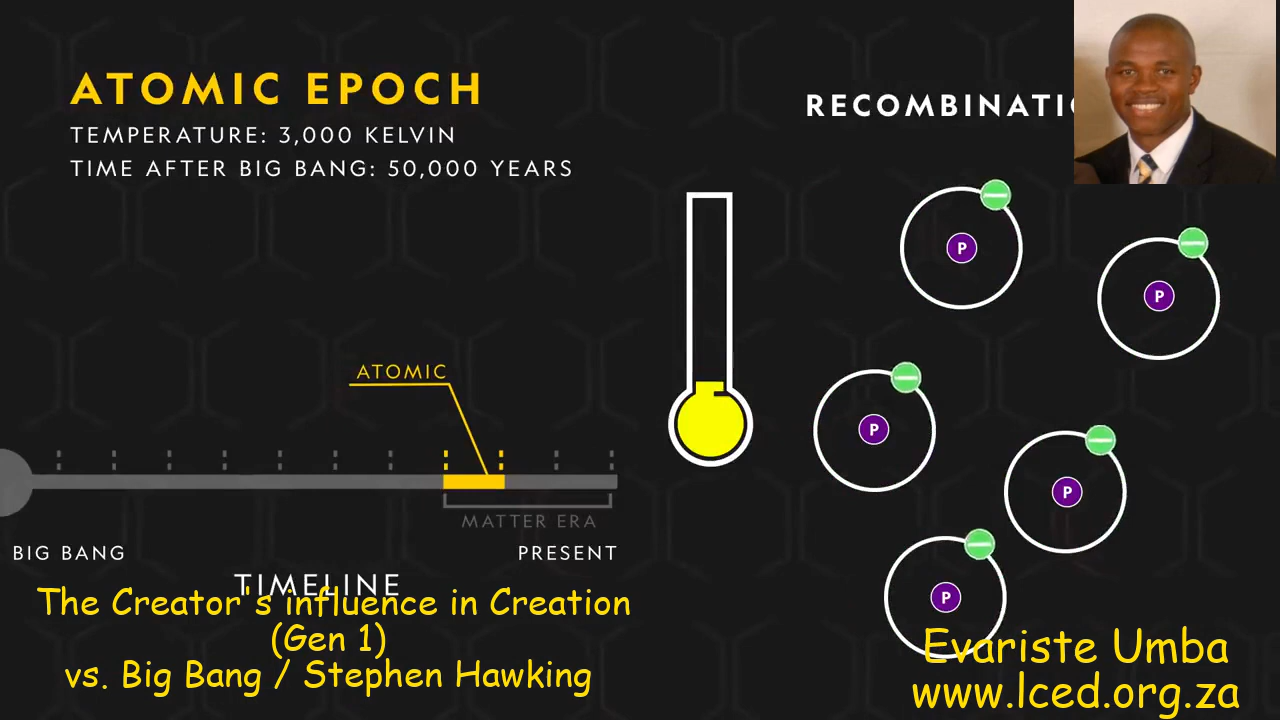 ATOMIC EPOCH
TEMPERATURE: 3,000 KELVIN
TIME AFTER BIG BANG: 50,000 YEARS
RECOMBINATIO
P
P
P
P
P
ATOMIC
MATTER ERA
BIG BANG
PRESENT
TIMELINE
The Creator's influence in Creation
(Gen 1)
vs. Big Bang / Stephen Hawking
Evariste Umba
www.lced.org.za